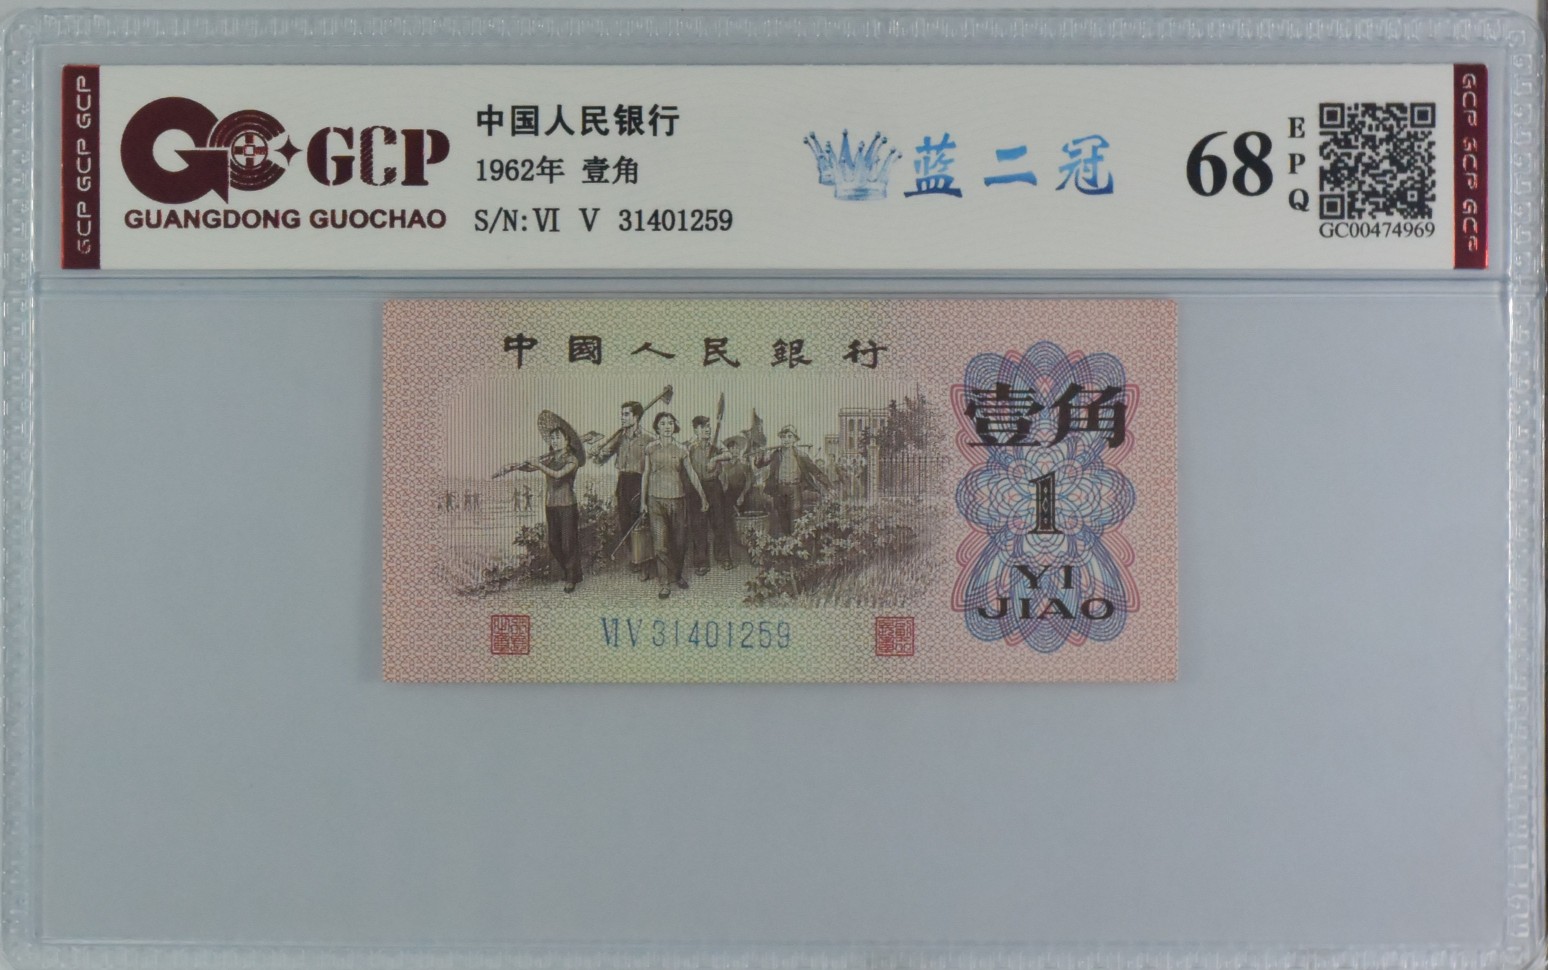 GCP GCP GCP
GCP
GUANGDONG GUOCHAO
中国人民银行
1962年 壹角
S/N: Ⅵ Ⅴ 31401259
蓝二冠
68
EPQ
GC00474969
GCP GCP GCP
中國人民銀行
壹角
1
YI
JIAO
ⅥⅤ31401259